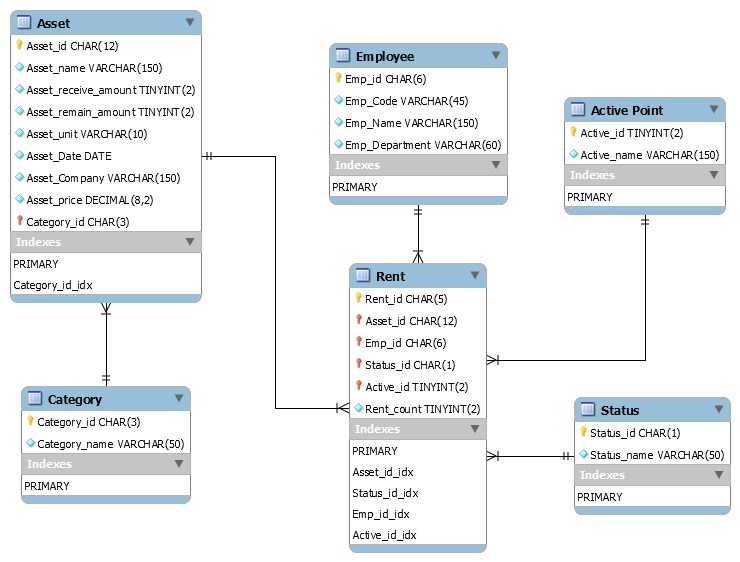 Asset
Asset_id CHAR(12)
Asset_name VARCHAR(150)
Asset_receive_amount TINYINT(2)
Asset_remain_amount TINYINT(2)
Asset_unit VARCHAR(10)
Asset_Date DATE
Asset_Company VARCHAR(150)
Asset_price DECIMAL(8,2)
Category_id CHAR(3)
Indexes
PRIMARY
Category_id_idx
Employee
Emp_id CHAR(6)
Emp_Code VARCHAR(45)
Emp_Name VARCHAR(150)
Emp_Department VARCHAR(60)
Indexes
PRIMARY
Active Point
Active_id TINYINT(2)
Active_name VARCHAR(150)
Indexes
PRIMARY
Rent
Rent_id CHAR(5)
Asset_id CHAR(12)
Emp_id CHAR(6)
Status_id CHAR(1)
Active_id TINYINT(2)
Rent_count TINYINT(2)
Indexes
PRIMARY
Asset_id_idx
Status_id_idx
Emp_id_idx
Active_id_idx
Category
Category_id CHAR(3)
Category_name VARCHAR(50)
Indexes
PRIMARY
Status
Status_id CHAR(1)
Status_name VARCHAR(50)
Indexes
PRIMARY